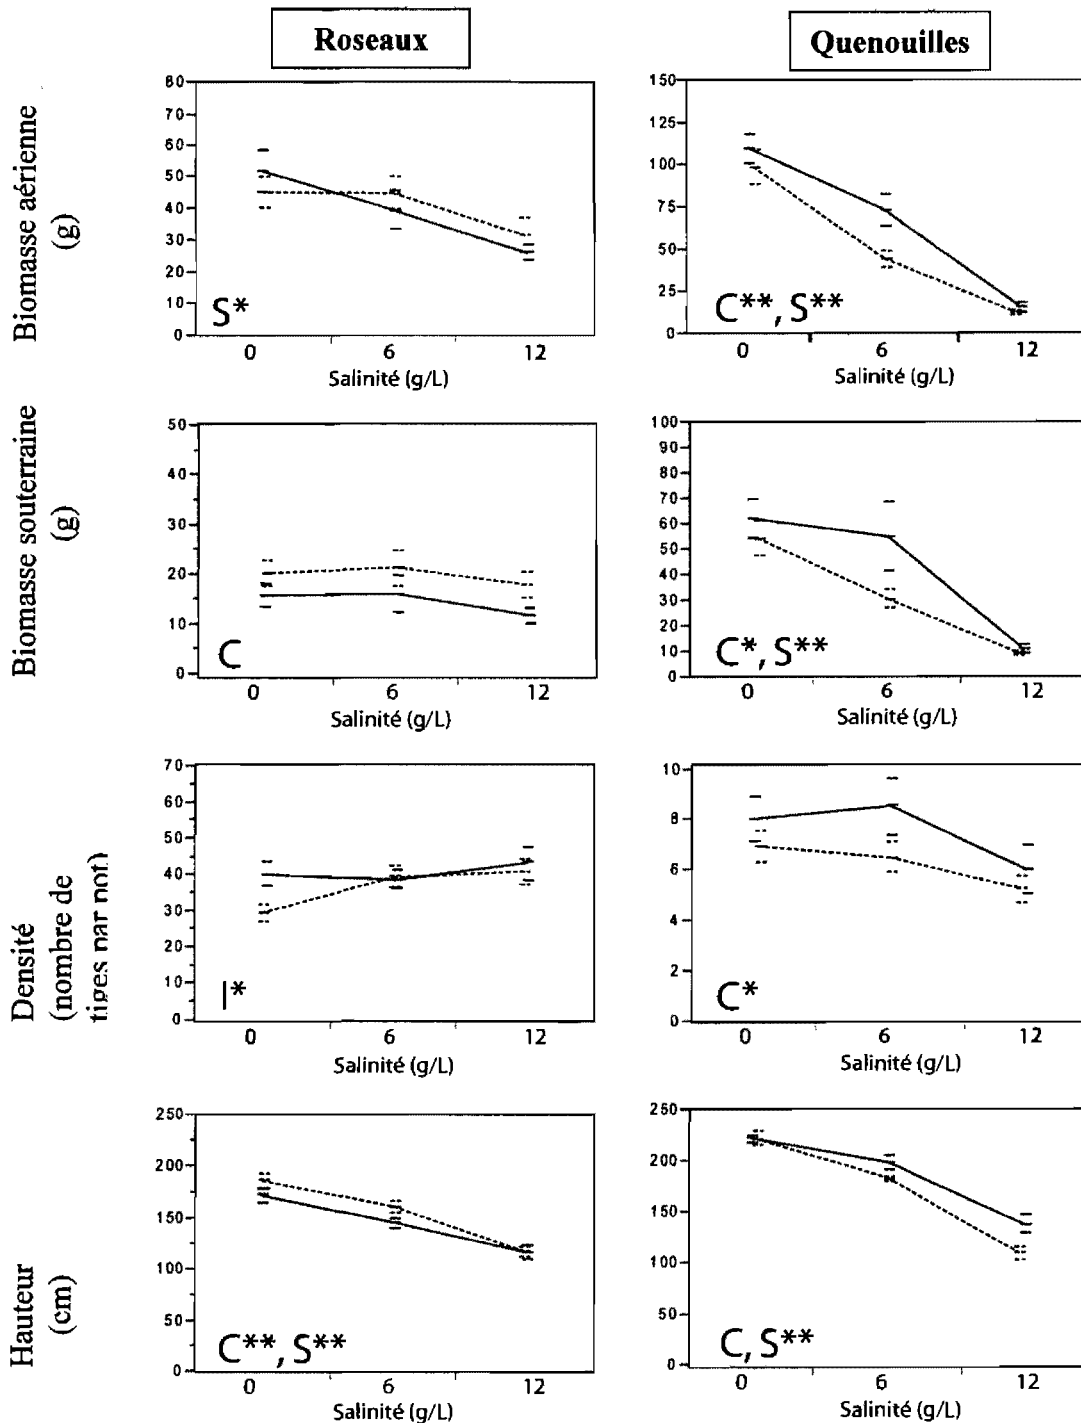 Roseaux
Quenouilles
Biomasse aérienne
(g)
80
70
60
50
40
30
20
10
0
S*
0 6 12
Salinité (g/L)
150
125
100
75
50
25
0
C**, S**
0 6 12
Salinité (g/L)
Biomasse souterraine
(g)
50
40
30
20
10
0
C
0 6 12
Salinité (g/L)
100
90
80
70
60
50
40
30
20
10
0
C*, S**
0 6 12
Salinité (g/L)
Densité
(nombre de
tiges par pot)
70
60
50
40
30
20
10
0
I*
0 6 12
Salinité (g/L)
10
8
6
4
2
0
C*
0 6 12
Salinité (g/L)
Hauteur
(cm)
250
200
150
100
50
0
C**, S**
0 6 12
Salinité (g/L)
250
200
150
100
50
0
C, S**
0 6 12
Salinité (g/L)